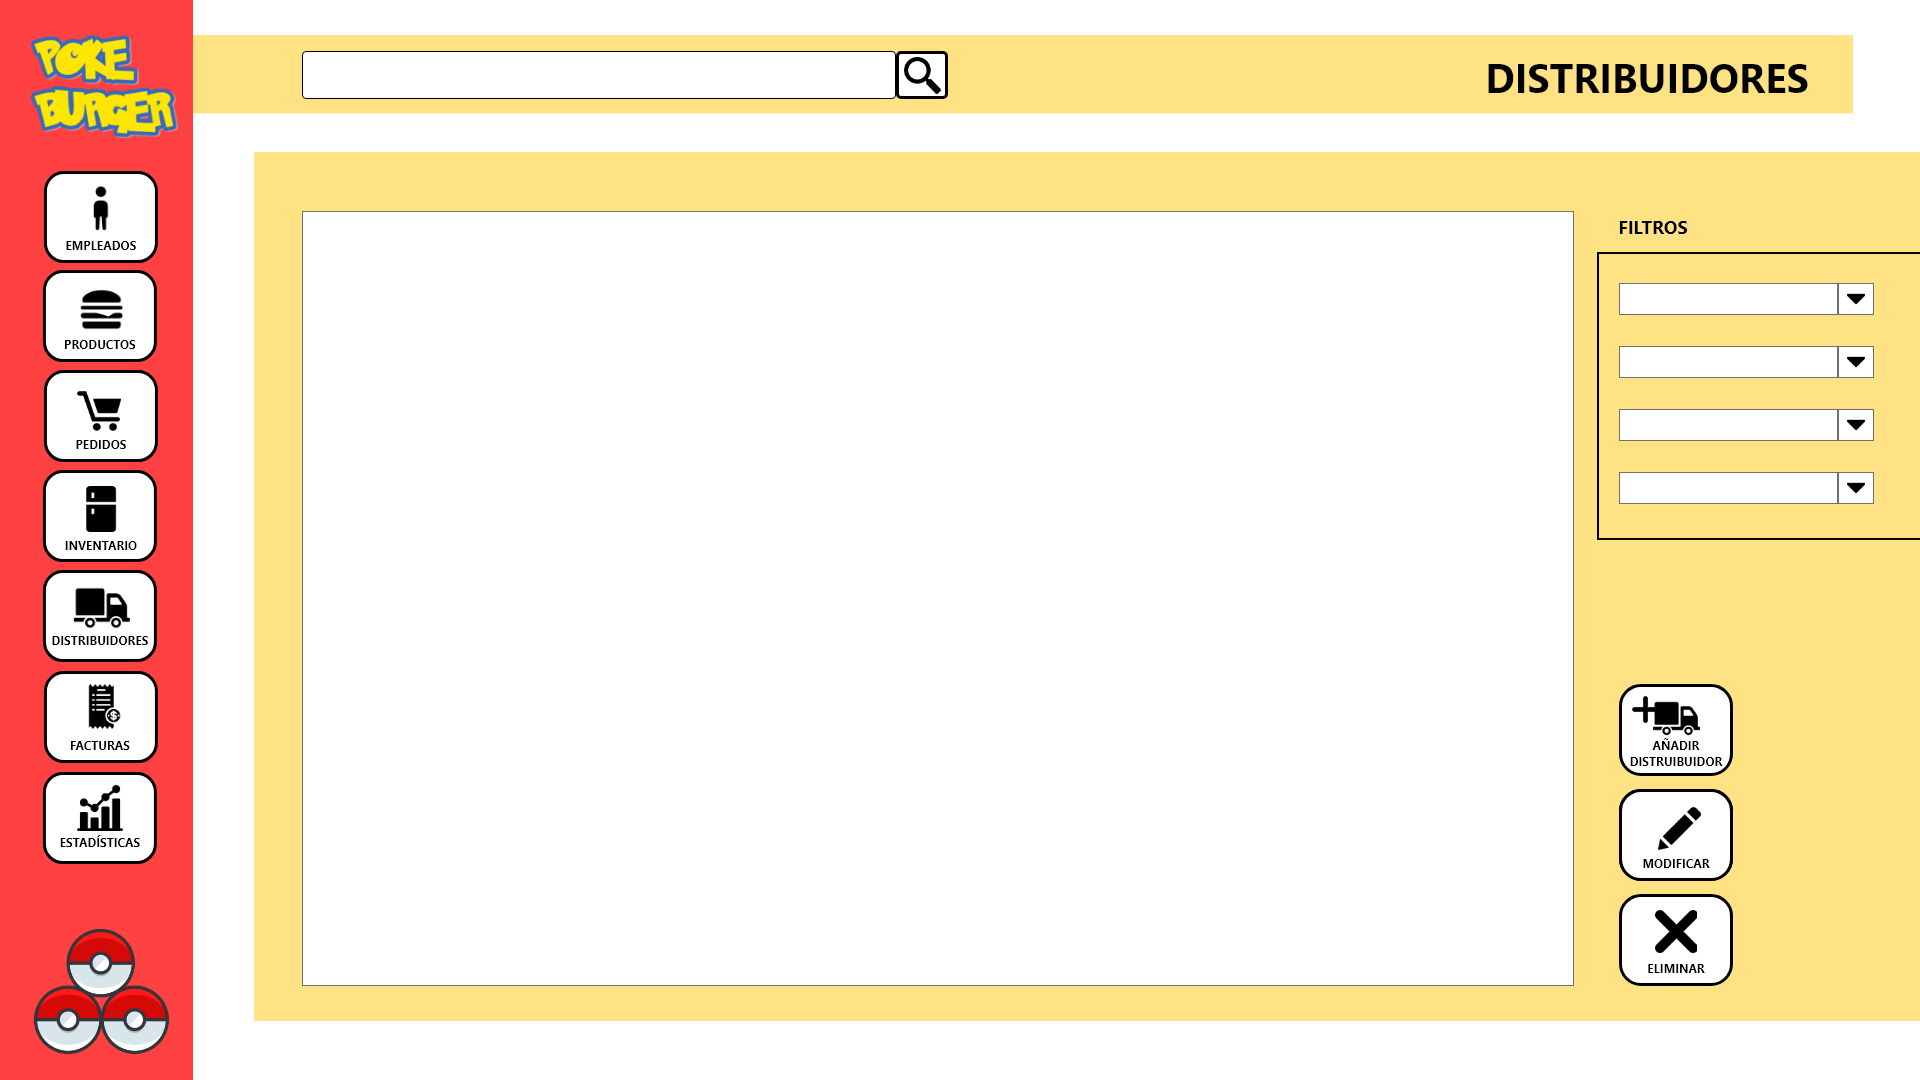 POKE
BURGER
DISTRIBUIDORES
EMPLEADOS
PRODUCTOS
PEDIDOS
INVENTARIO
DISTRIBUIDORES
FACTURAS
ESTADÍSTICAS
FILTROS
AÑADIR
DISTRUIBUIDOR
MODIFICAR
ELIMINAR